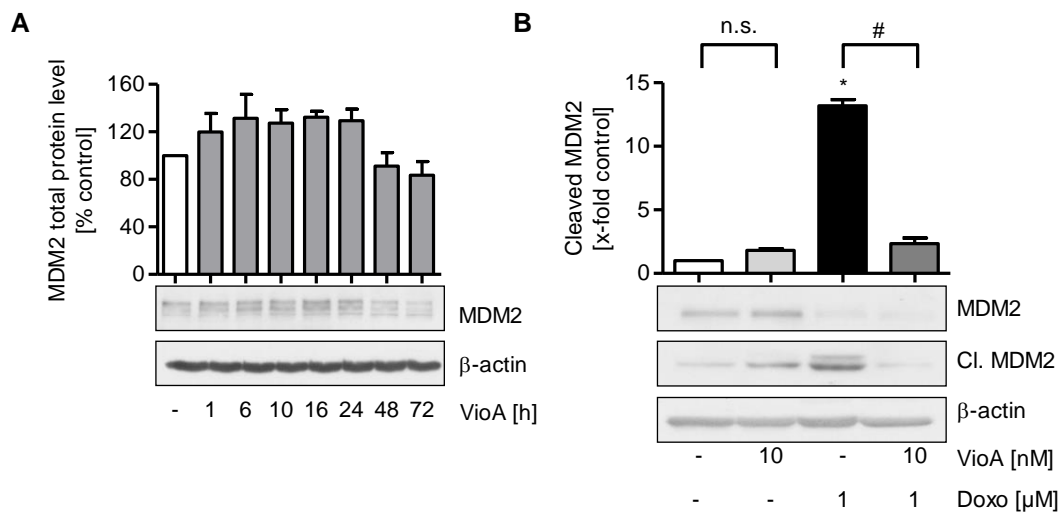 A
MDM2 total protein level
[% control]
160
120
80
40
0
MDM2
β-actin
- 1 6 10 16 24 48 72 VioA [h]
B
n.s. #
Cleaved MDM2
[x-fold control]
15
10
5
0
*
MDM2
Cl. MDM2
β-actin
- 10 - 10 VioA [nM]
- - 1 1 Doxo [µM]